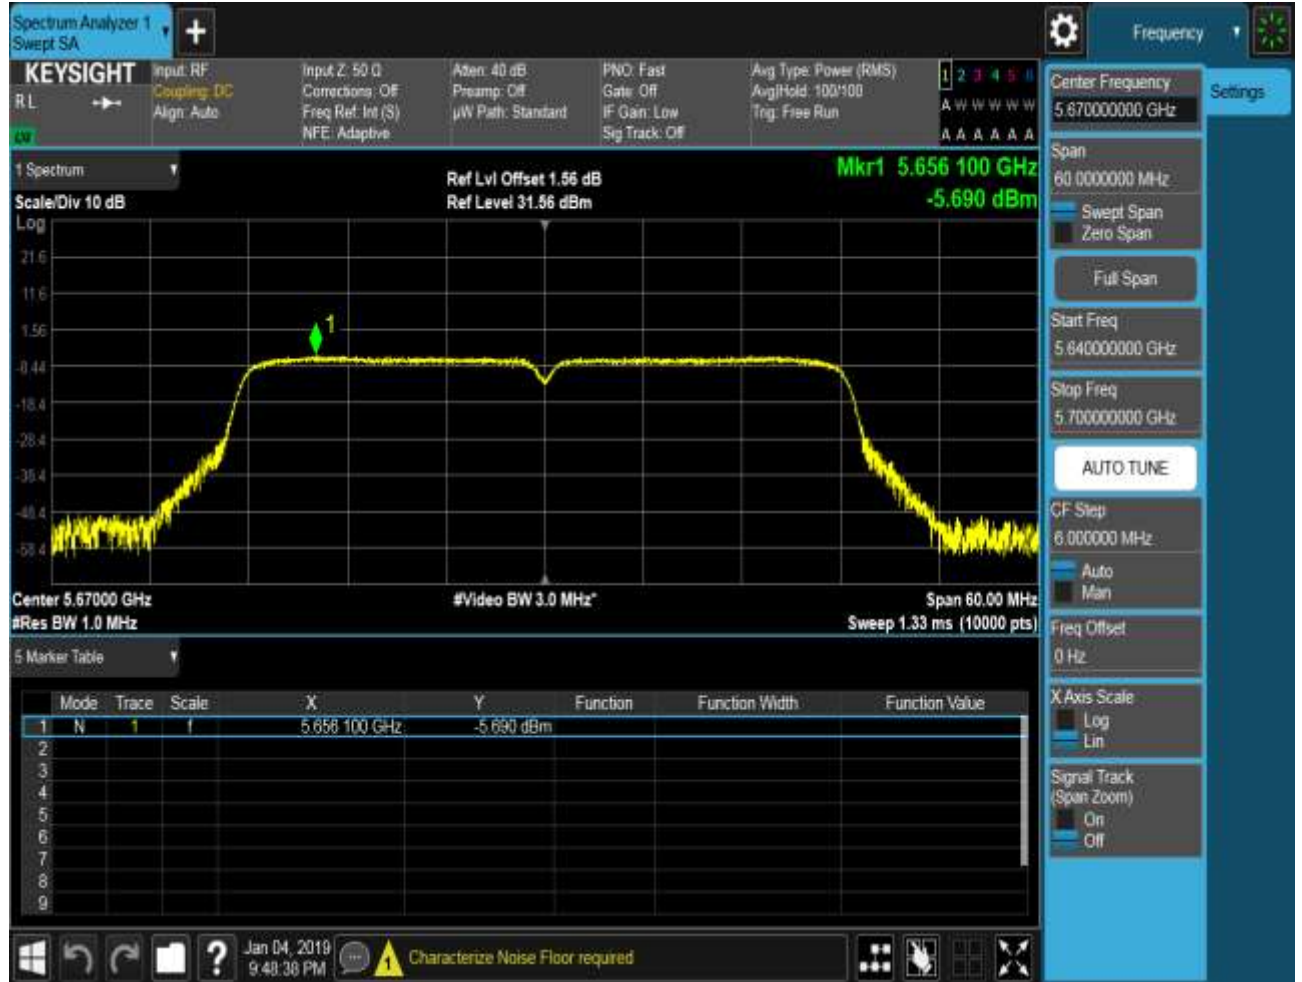 Spectrum Analyzer 1
Swept SA
Frequency
KEYSIGHT
R L
Input: RF
Coupling: DC
Align: Auto
Input Z: 50 Ω
Corrections: Off
Freq Ref: Int (S)
NFE: Adaptive
Atten: 40 dB
Preamp: Off
µW Path: Standard
PNO: Fast
Gate: Off
IF Gain: Low
Sig Track: Off
Avg Type: Power (RMS)
Avg|Hold: 100/100
Trig: Free Run
1 2 3 4 5 6
A W W W W W
A A A A A A
1 Spectrum
Scale/Div 10 dB
Log
Ref Lvl Offset 1.56 dB
Ref Level 31.56 dBm
Mkr1 5.656 100 GHz
-5.690 dBm
21.6
11.6
1.56
-8.44
-18.4
-28.4
-38.4
-48.4
-58.4
1
Center 5.67000 GHz
#Res BW 1.0 MHz
#Video BW 3.0 MHz*
Span 60.00 MHz
Sweep 1.33 ms (10000 pts)
5 Marker Table
Mode Trace Scale X Y Function Function Width Function Value
1 N 1 f 5.656 100 GHz -5.690 dBm
2
3
4
5
6
7
8
9
Jan 04, 2019
9:48:38 PM
?
1
Characterize Noise Floor required
Center Frequency
5.670000000 GHz
Settings
Span
60.0000000 MHz
Swept Span
Zero Span
Full Span
Start Freq
5.640000000 GHz
Stop Freq
5.700000000 GHz
AUTO TUNE
CF Step
6.000000 MHz
Auto
Man
Freq Offset
0 Hz
X Axis Scale
Log
Lin
Signal Track
(Span Zoom)
On
Off